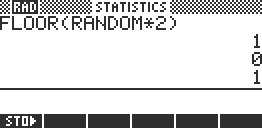 RAD STATISTICS
FLOOR(RANDOM*2)
1
0
1
STO▶